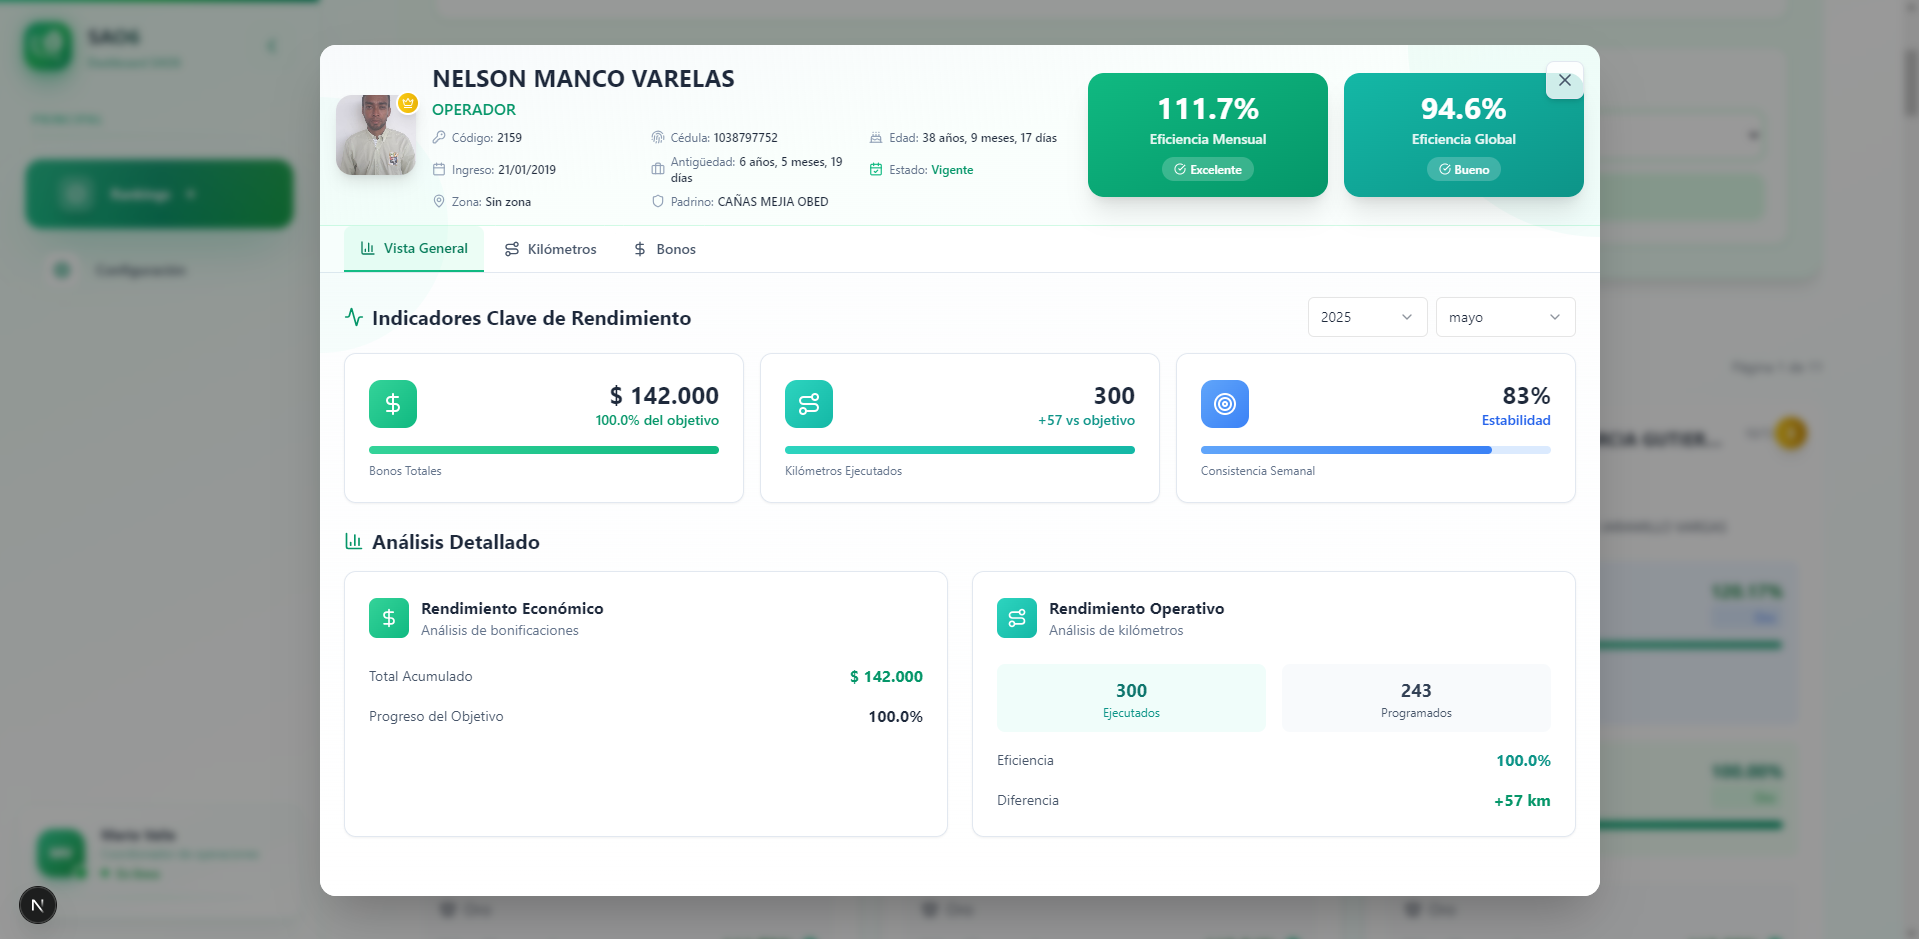 SAO6
NELSON MANCO VARELAS
OPERADOR
Código: 2159
Cédula: 1038797752
Edad: 38 años, 9 meses, 17 días
Ingreso: 21/01/2019
Antigüedad: 6 años, 5 meses, 19 días
Estado: Vigente
Zona: Sin zona
Padrino: CAÑAS MEJIA OBED
111.7%
Eficiencia Mensual
Excelente
94.6%
Eficiencia Global
Bueno
Vista General
Kilómetros
Bonos
Indicadores Clave de Rendimiento
2025
mayo
$ 142.000
100.0% del objetivo
Bonos Totales
300
+57 vs objetivo
Kilómetros Ejecutados
83%
Estabilidad
Consistencia Semanal
Análisis Detallado
Rendimiento Económico
Análisis de bonificaciones
Total Acumulado
$ 142.000
Progreso del Objetivo
100.0%
Rendimiento Operativo
Análisis de kilómetros
300
Ejecutados
243
Programados
Eficiencia
100.0%
Diferencia
+57 km
Rankings
Configuración
N